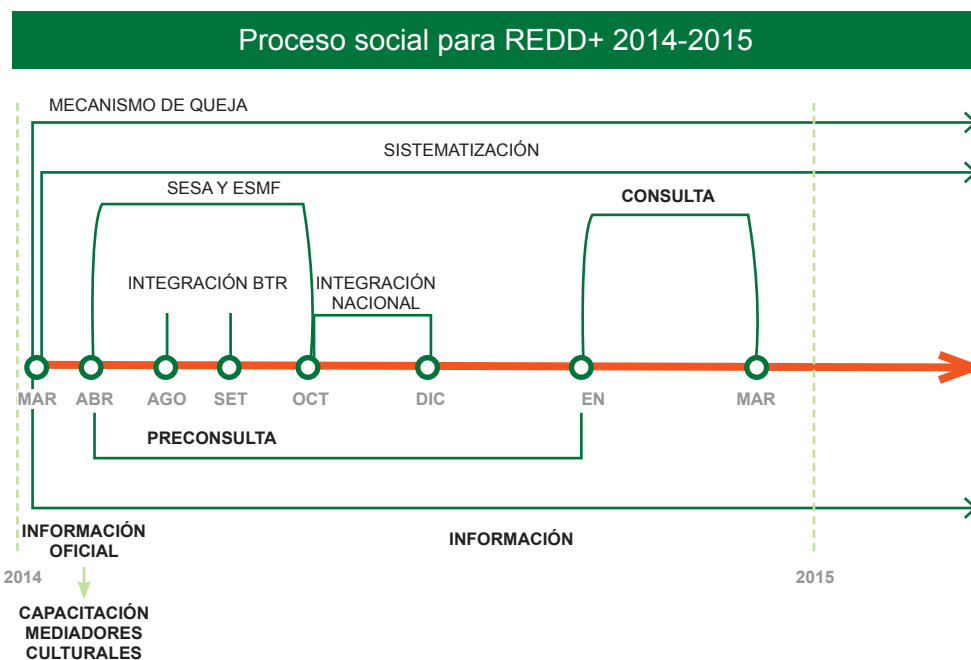 Proceso social para REDD+ 2014-2015
MECANISMO DE QUEJA
SISTEMATIZACIÓN
SESA Y ESMF
CONSULTA
INTEGRACIÓN BTR
INTEGRACIÓN
NACIONAL
MAR ABR AGO SET OCT DIC EN MAR
PRECONSULTA
INFORMACIÓN
OFICIAL
INFORMACIÓN
2014
2015
CAPACITACIÓN
MEDIADORES
CULTURALES